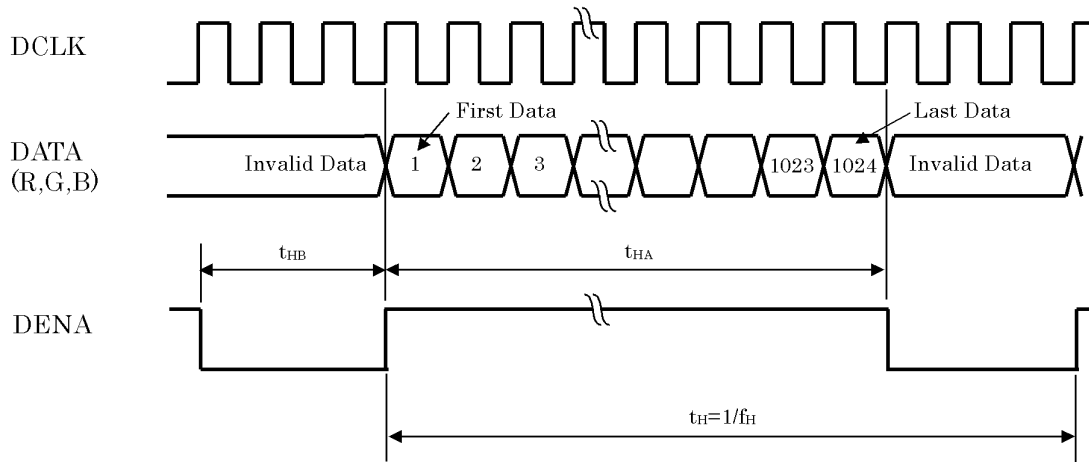 DCLK
First Data
Last Data
DATA
(R,G,B)
Invalid Data
1
2
3
1023
1024
Invalid Data
tHB
tHA
DENA
tH=1/fH